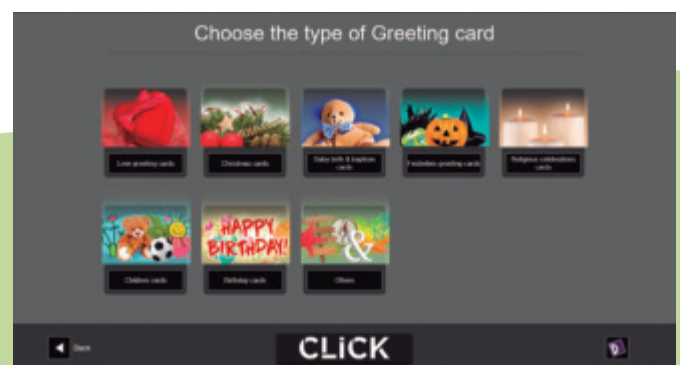 Choose the type of Greeting card
Love greeting cards
Christmas cards
Baby birth & baptism
cards
Festivities greeting cards
Religious celebrations
cards
HAPPY
BIRTHDAY!
&
Children cards
Birthday cards
Others
Back
CLiCK